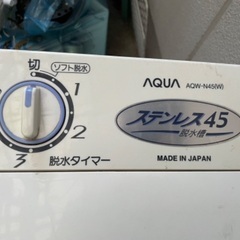 切
ソフト脱水
1
2
3
脱水タイマー
AQUA AQW-N45(W)
ステンレス45
脱水槽
MADE IN JAPAN